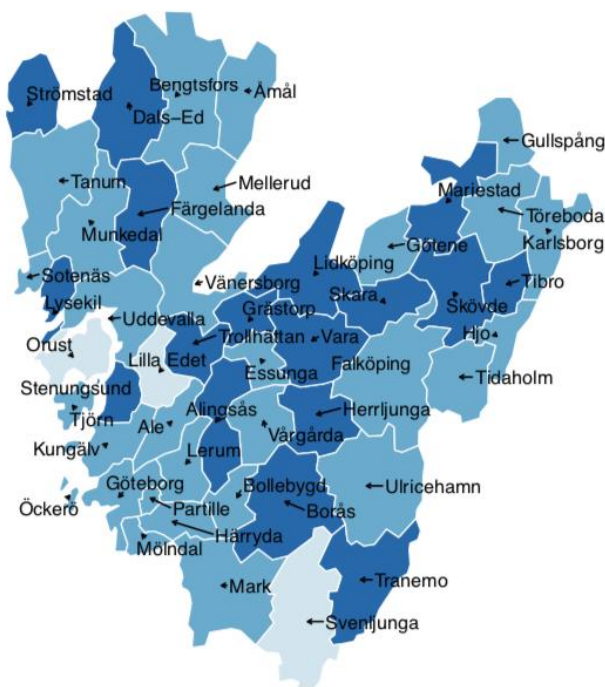 Bengtsfors
Åmål
Strömstad
Dals−Ed
Gullspång
Tanum
Mellerud
Mariestad
Färgelanda
Töreboda
Munkedal
Karlsborg
Götene
Lidköping
Sotenäs
Vänersborg
Tibro
Skara
Lysekil
Grästorp
Skövde
Uddevalla
Trollhättan
Vara
Hjo
Orust
Lilla Edet
Essunga
Falköping
Tidaholm
Stenungsund
Tjörn
Alingsås
Herrljunga
Ale
Vårgårda
Kungälv
Lerum
Göteborg
Bollebygd
Ulricehamn
Öckerö
Partille
Borås
Härryda
Mölndal
Mark
Tranemo
Svenljunga